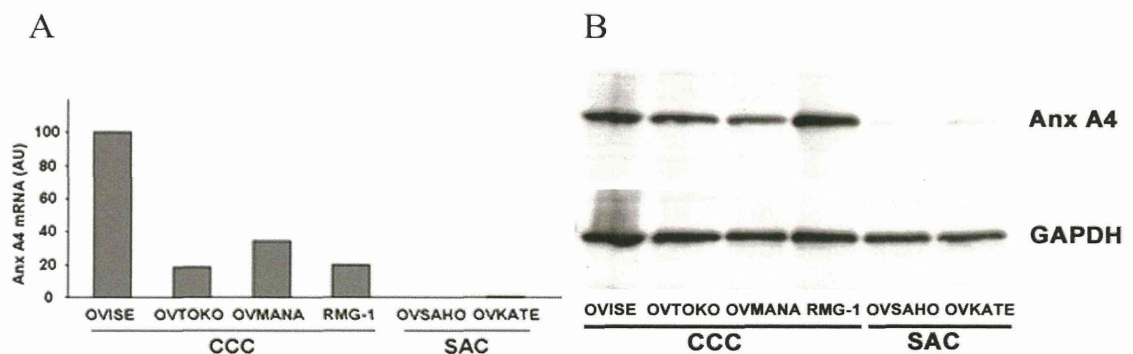 A
Anx A4 mRNA (AU)
100
80
60
40
20
0
OVISE OVTOKO OVMANA RMG-1 OVSAHO OVKATE
CCC SAC
B
Anx A4
GAPDH
OVISE OVTOKO OVMANA RMG-1 OVSAHO OVKATE
CCC SAC